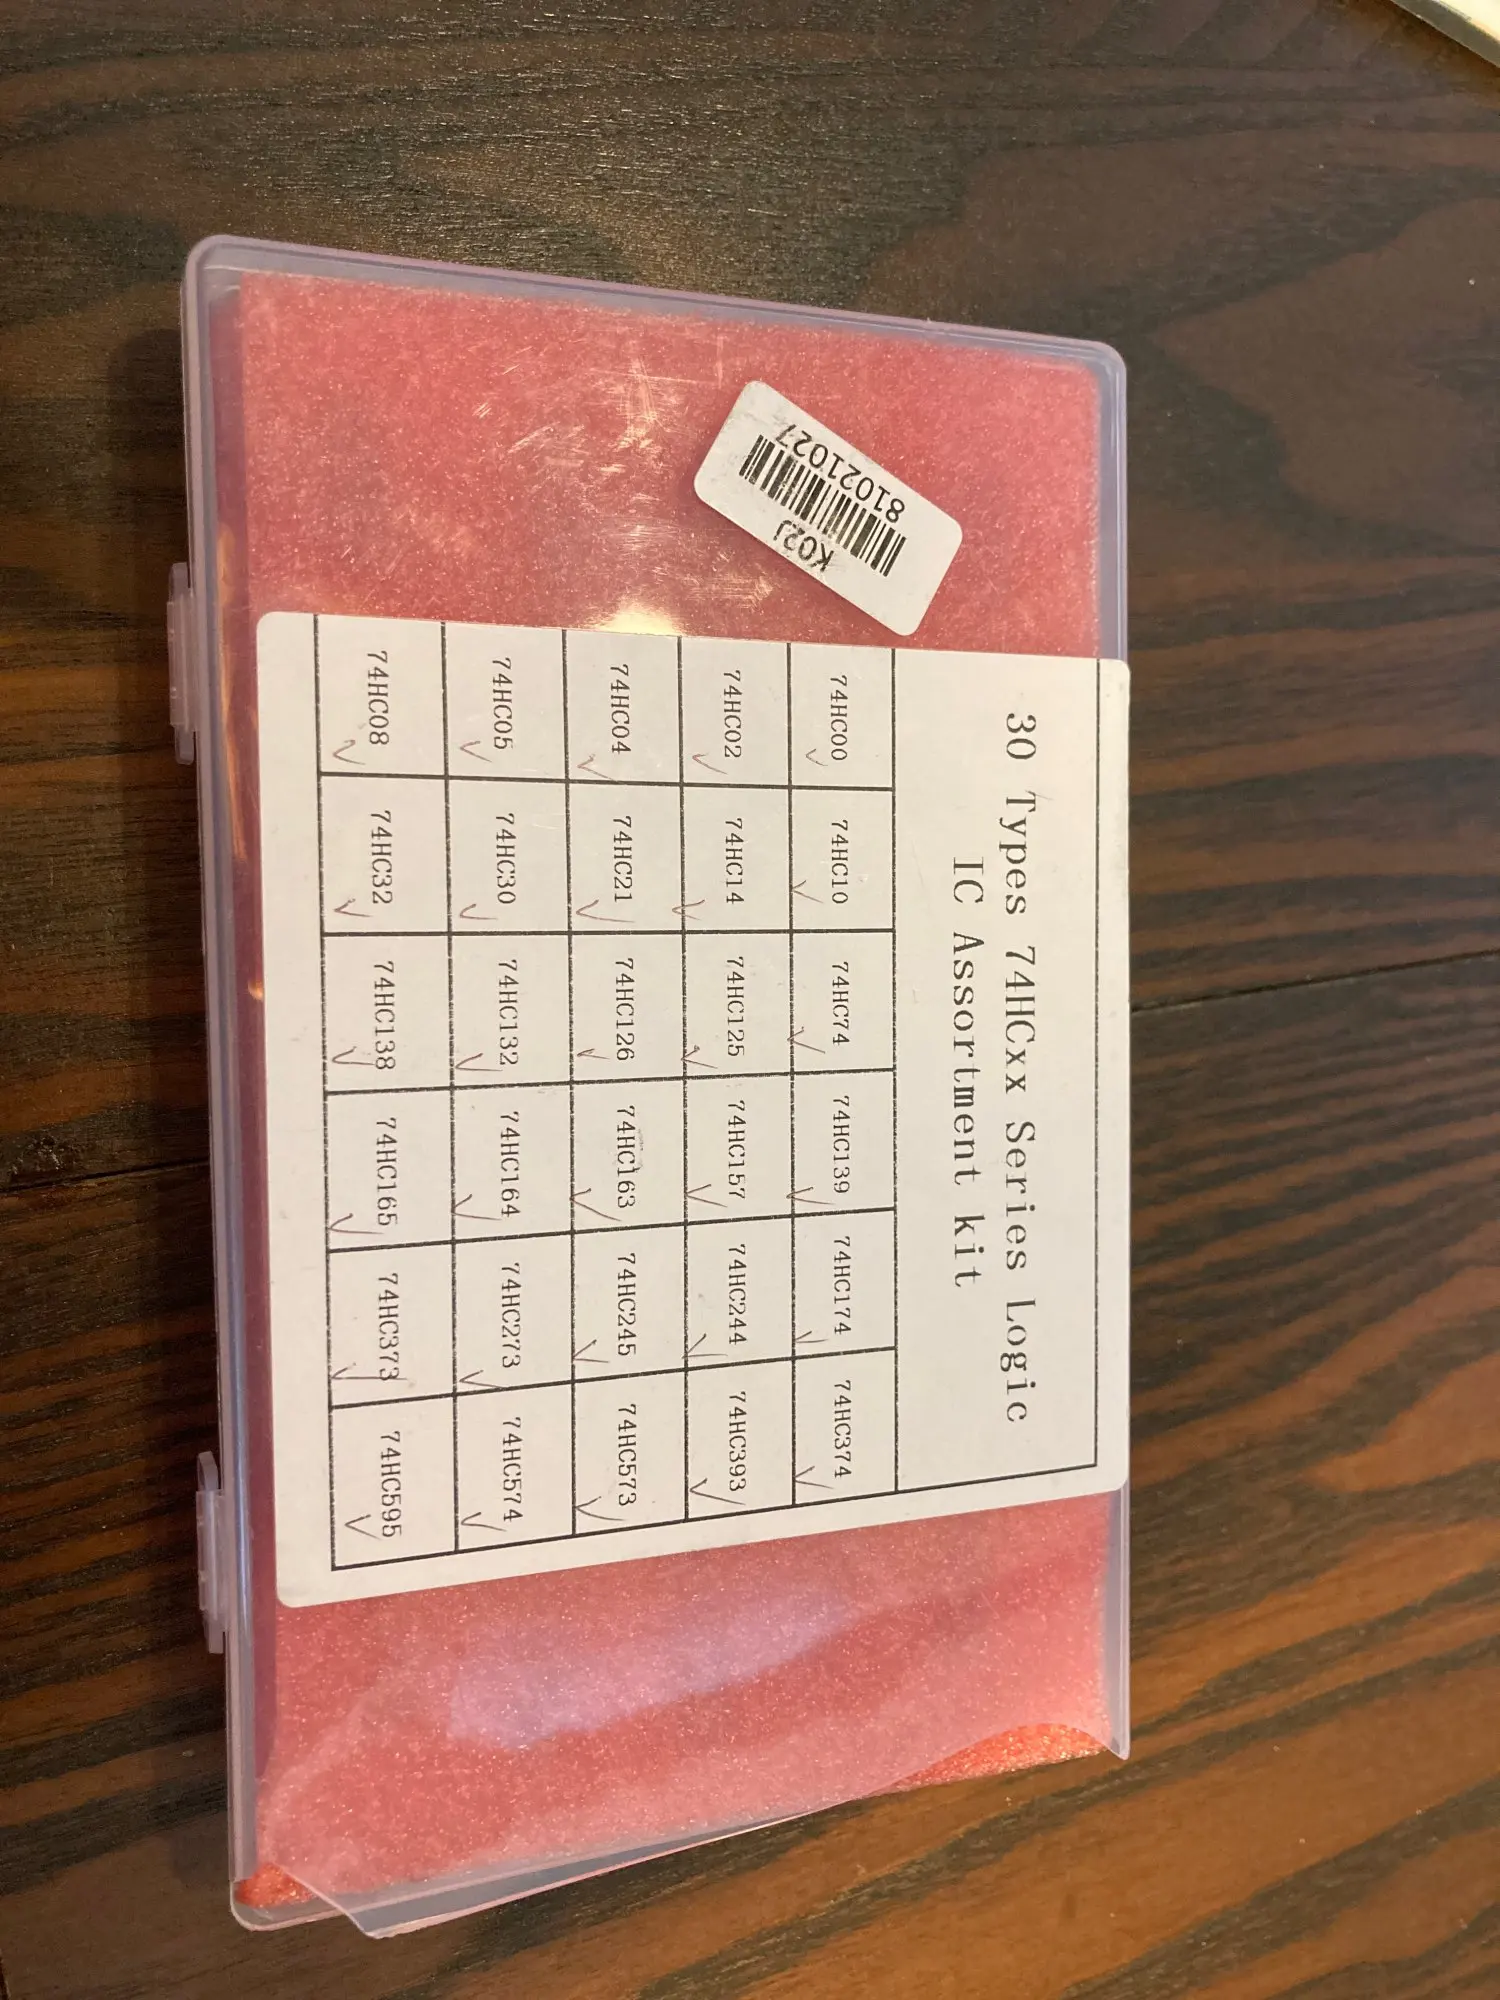 30 Types 74HCxx Series Logic
IC Assortment kit
74HC00 74HC10 74HC74 74HC139 74HC174 74HC374
74HC02 74HC14 74HC125 74HC157 74HC244 74HC393
74HC04 74HC21 74HC126 74HC163 74HC245 74HC573
74HC05 74HC30 74HC132 74HC164 74HC273 74HC574
74HC08 74HC32 74HC138 74HC165 74HC373 74HC595
K02J
81021027